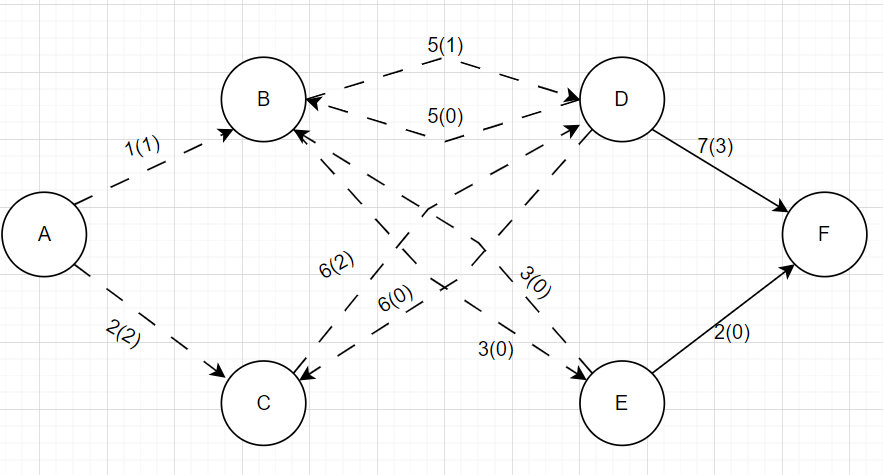 5(1)
B
D
5(0)
1(1)
7(3)
A
F
6(2)
3(0)
6(0)
2(2)
2(0)
3(0)
C
E